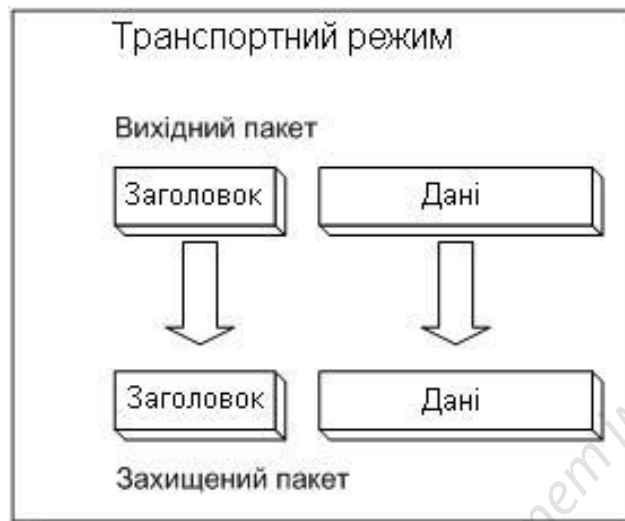 Транспортний режим
Вихідний пакет
Заголовок Дані
Заголовок Дані
Захищений пакет